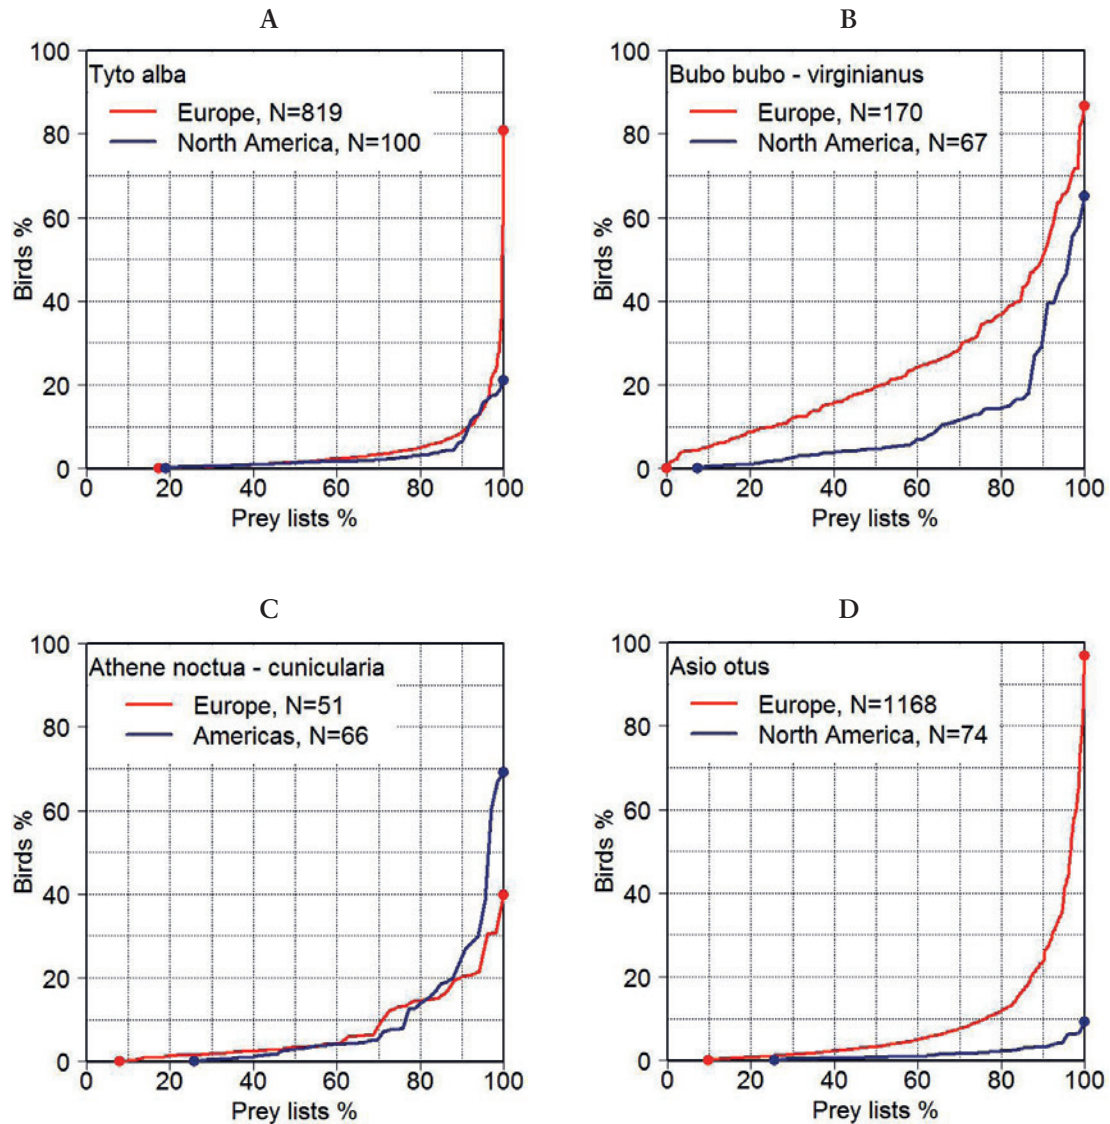 A
100
80
60
40
20
0
Birds %
Tyto alba
Europe, N=819
North America, N=100
0 20 40 60 80 100
Prey lists %
B
100
80
60
40
20
0
Birds %
Bubo bubo - virginianus
Europe, N=170
North America, N=67
0 20 40 60 80 100
Prey lists %
C
100
80
60
40
20
0
Birds %
Athene noctua - cunicularia
Europe, N=51
Americas, N=66
0 20 40 60 80 100
Prey lists %
D
100
80
60
40
20
0
Birds %
Asio otus
Europe, N=1168
North America, N=74
0 20 40 60 80 100
Prey lists %